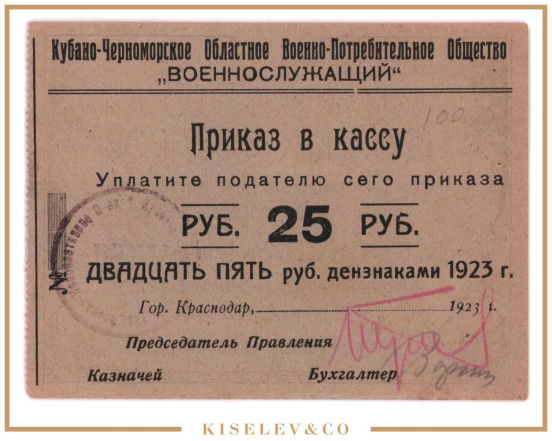 Кубано-Черноморское Областное Военно-Потребительное Общество
„ВОЕННОСЛУЖАЩИЙ“
100
Приказ в кассу
Уплатите подателю сего приказа
РУБ. 25 РУБ.
№
ДВАДЦАТЬ ПЯТЬ руб. дензнаками 1923 г.
Гор. Краснодар, 1923 г.
Председатель Правления
Казначей Бухгалтер
KISELEV&CO